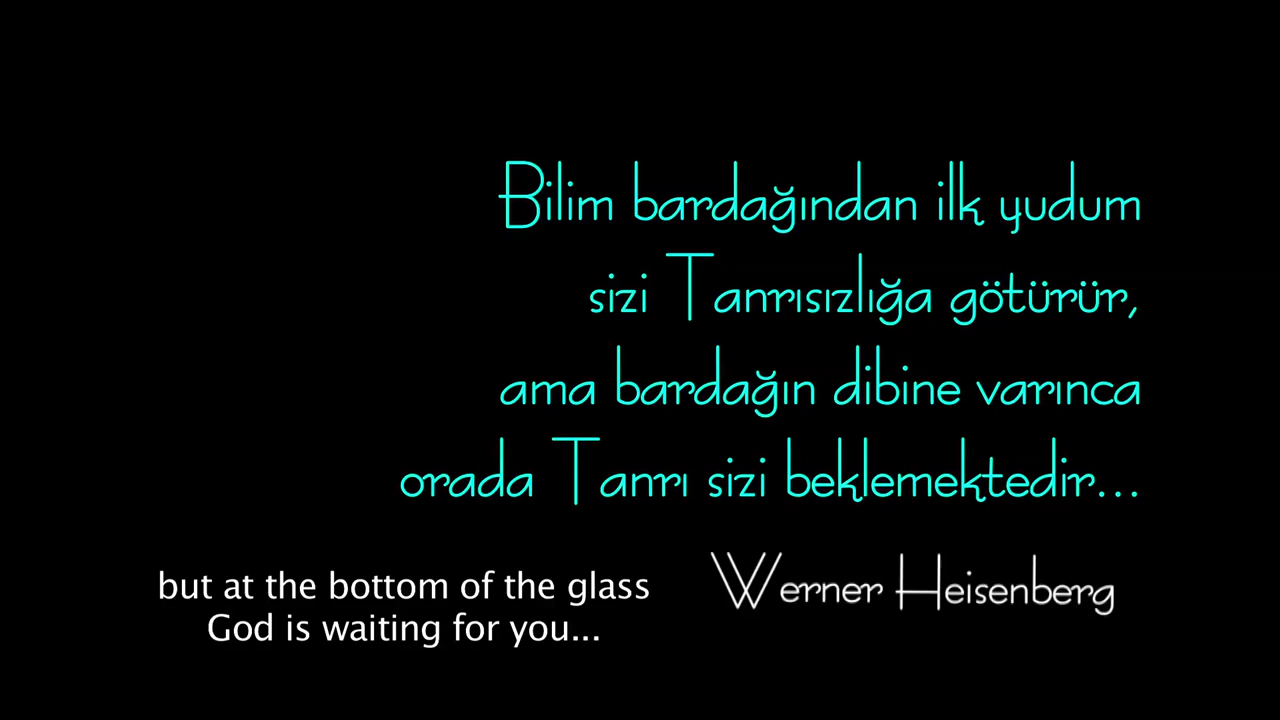 Bilim bardağından ilk yudum
sizi Tanrısızlığa götürür,
ama bardağın dibine varınca
orada Tanrı sizi beklemektedir...
Werner Heisenberg
but at the bottom of the glass
God is waiting for you...